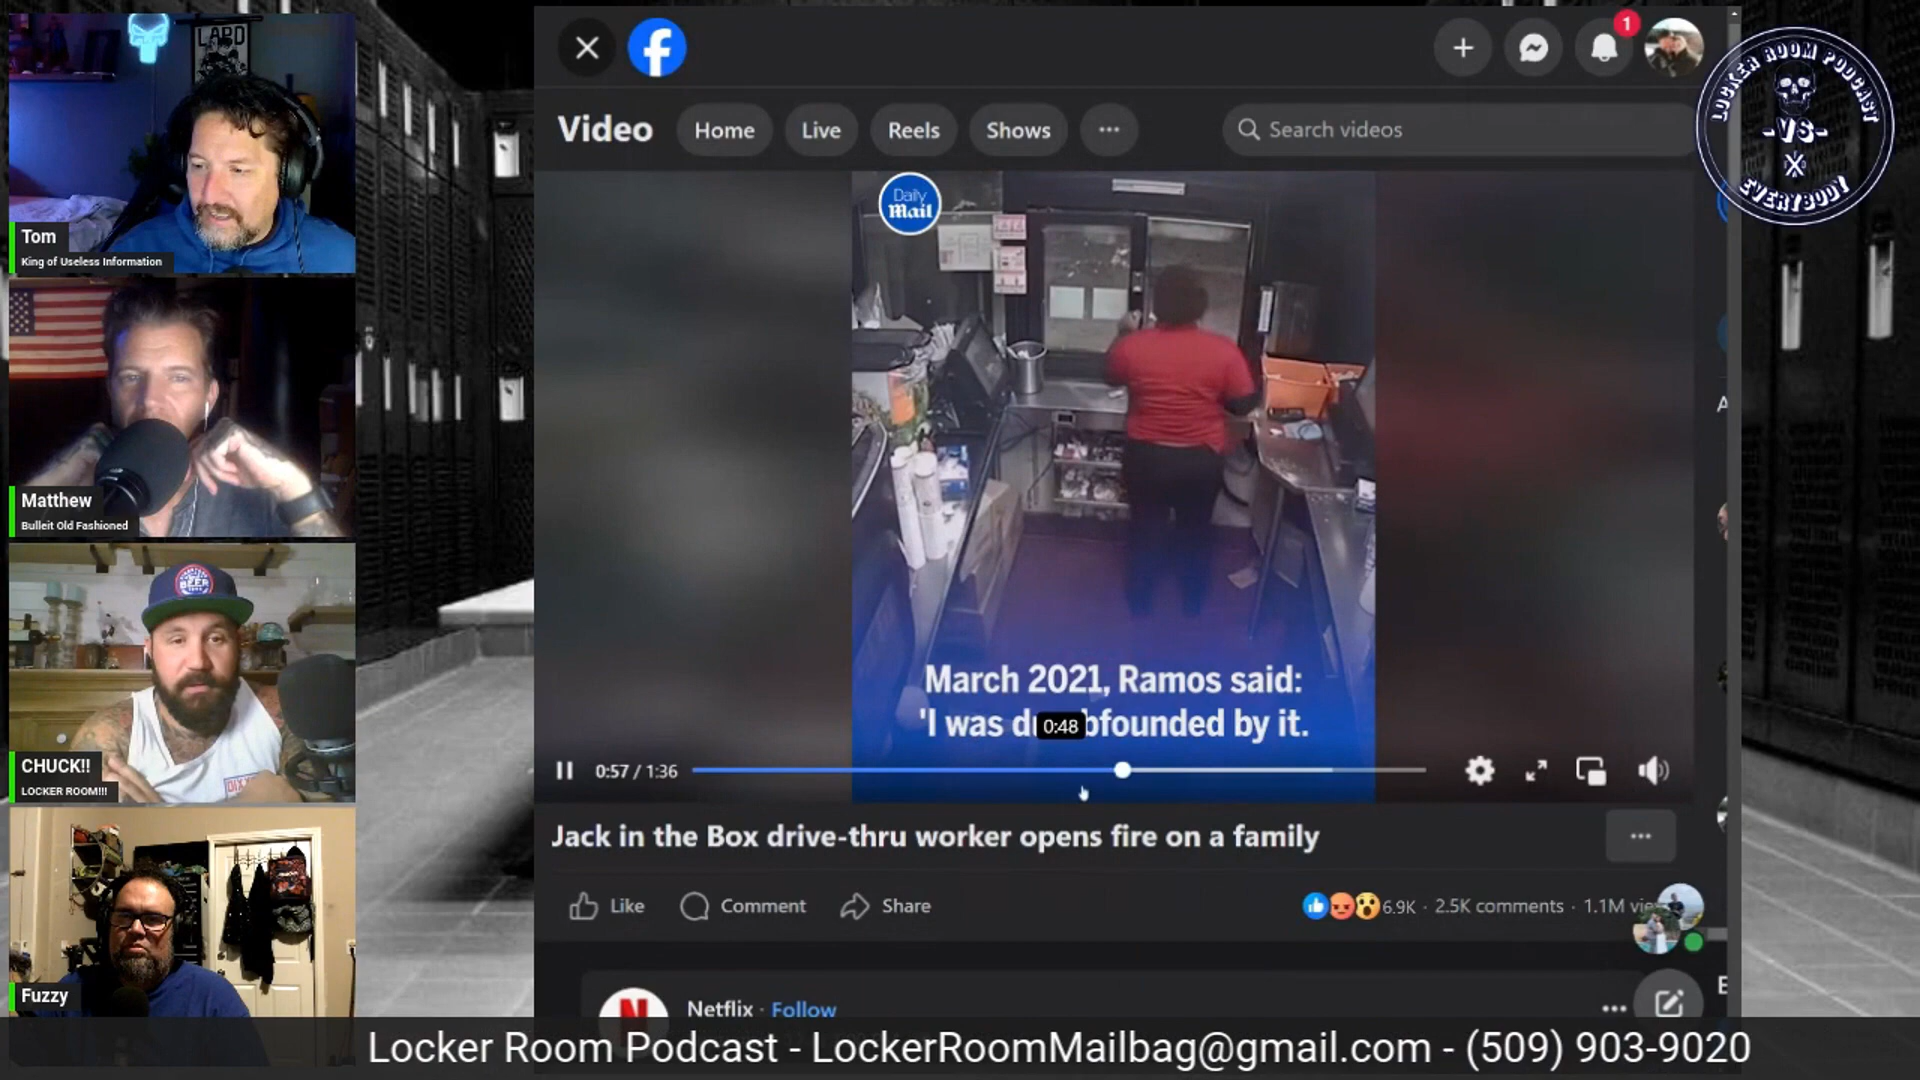 LAPD
Tom
King of Useless Information
Matthew
Bulleit Old Fashioned
BEER
CHUCK!!
LOCKER ROOM!!!
Fuzzy
1
Video
Home
Live
Reels
Shows
Search videos
LOCKER ROOM PODCAST
-VS-
EVERYBODY
Daily
Mail
March 2021, Ramos said:
'I was d bfounded by it.
0:48
0:57 / 1:36
Jack in the Box drive-thru worker opens fire on a family
Like
Comment
Share
6.9K · 2.5K comments · 1.1M
Netflix · Follow
Locker Room Podcast - LockerRoomMailbag@gmail.com - (509) 903-9020